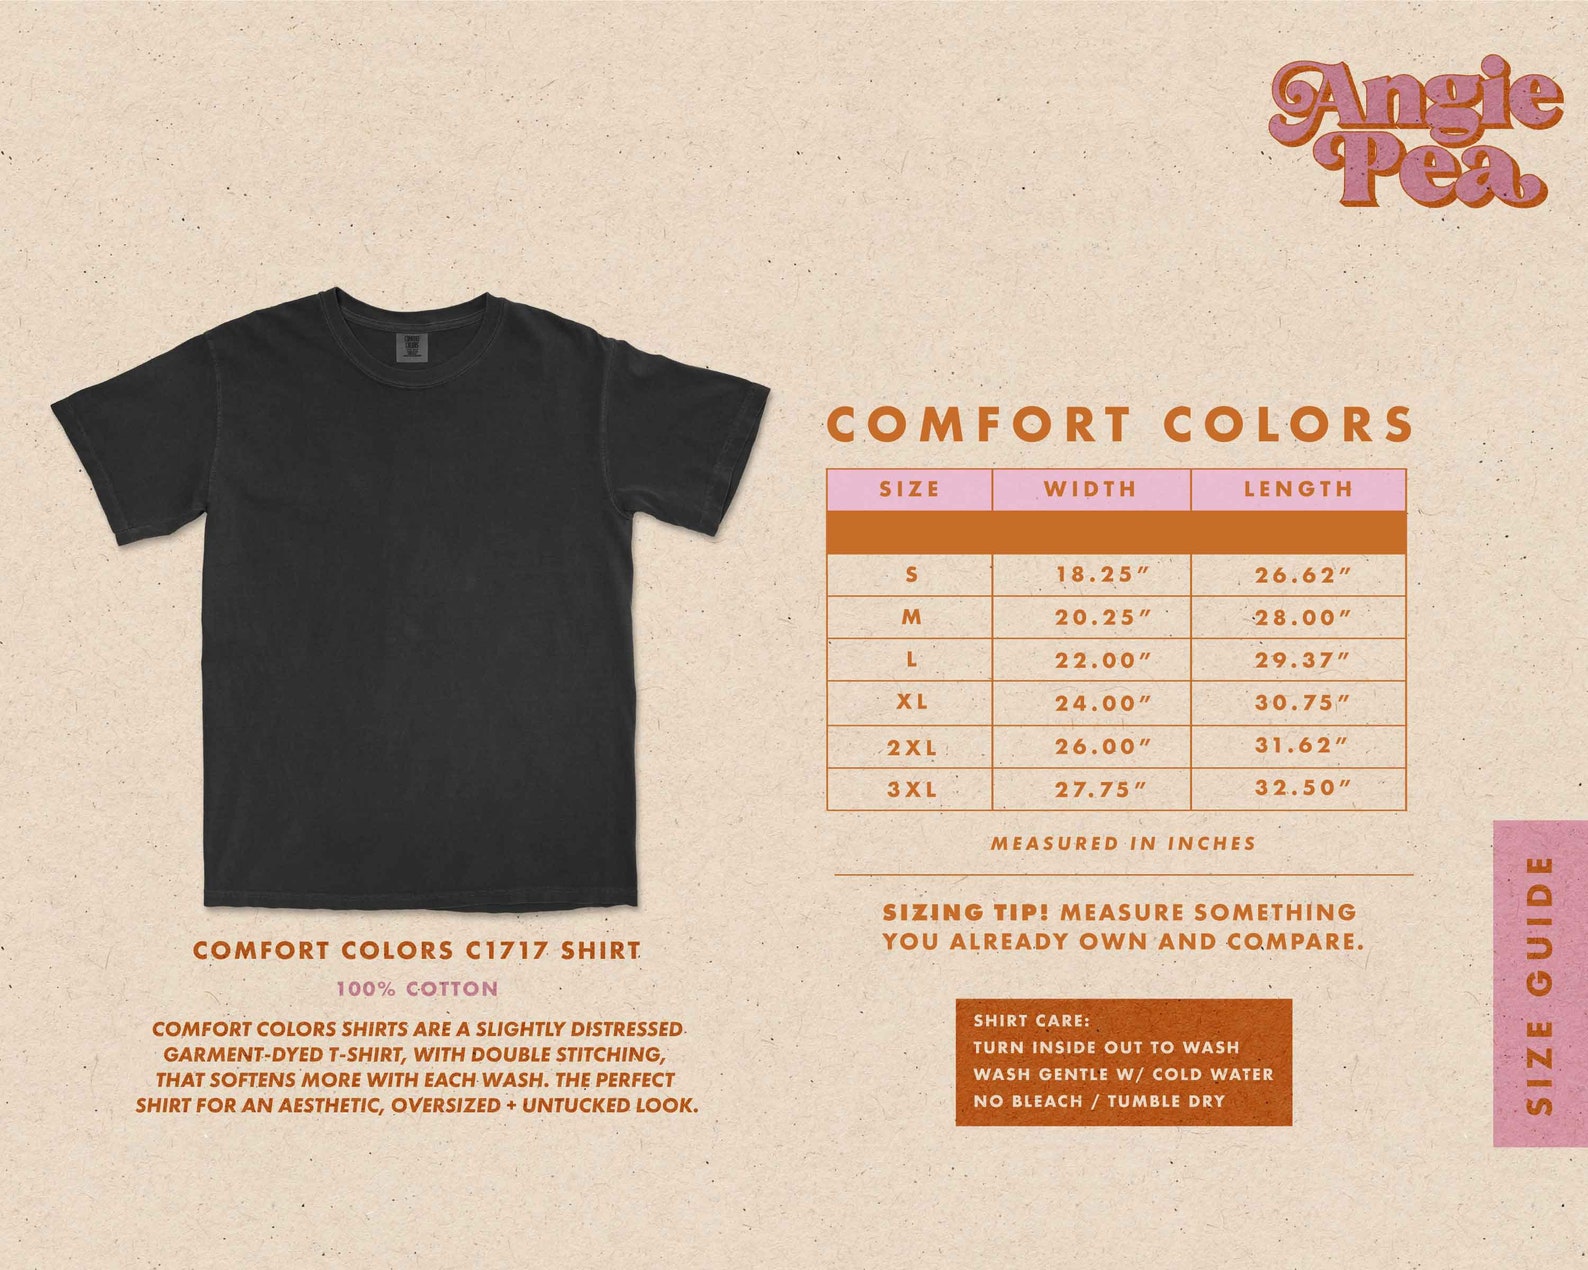 Angie
Pea
COMFORT COLORS
SIZE WIDTH LENGTH
S 18.25″ 26.62″
M 20.25″ 28.00″
L 22.00″ 29.37″
XL 24.00″ 30.75″
2XL 26.00″ 31.62″
3XL 27.75″ 32.50″
MEASURED IN INCHES
SIZING TIP! MEASURE SOMETHING
YOU ALREADY OWN AND COMPARE.
SHIRT CARE:
TURN INSIDE OUT TO WASH
WASH GENTLE W/ COLD WATER
NO BLEACH / TUMBLE DRY
COMFORT COLORS C1717 SHIRT
100% COTTON
COMFORT COLORS SHIRTS ARE A SLIGHTLY DISTRESSED
GARMENT-DYED T-SHIRT, WITH DOUBLE STITCHING,
THAT SOFTENS MORE WITH EACH WASH. THE PERFECT
SHIRT FOR AN AESTHETIC, OVERSIZED + UNTUCKED LOOK.
SIZE GUIDE